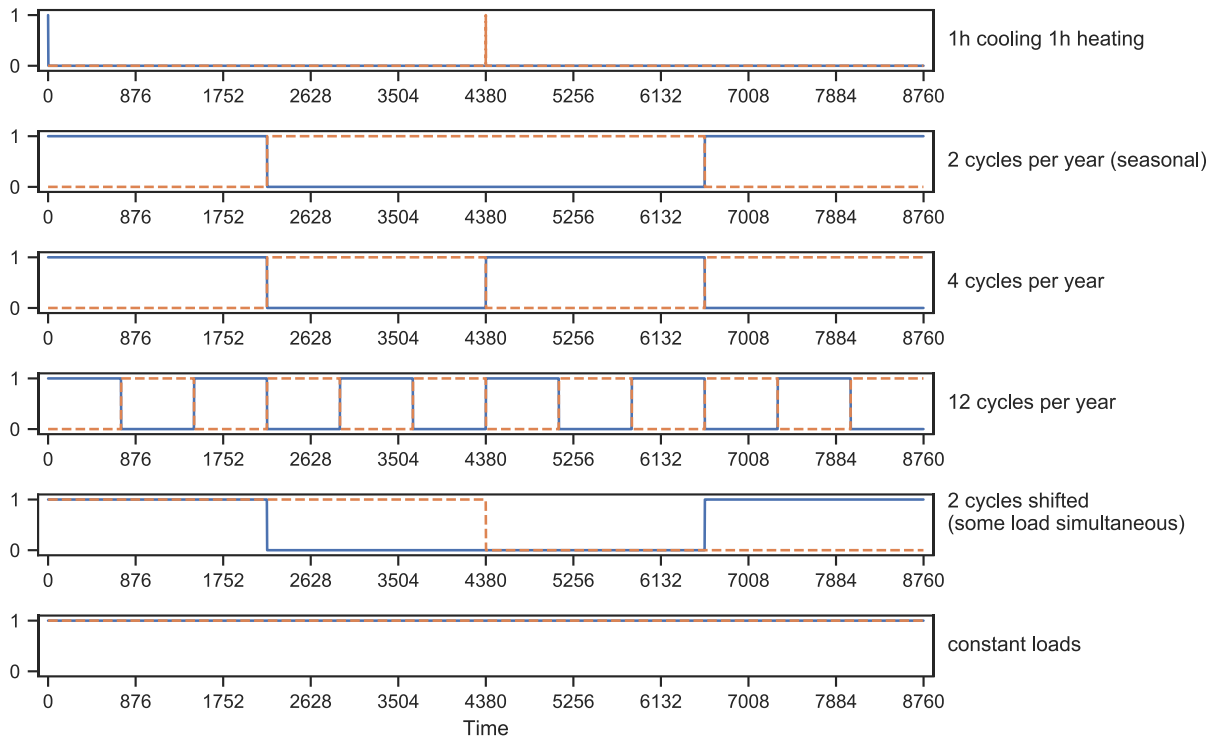 1
0
1h cooling 1h heating
0 876 1752 2628 3504 4380 5256 6132 7008 7884 8760
1
0
2 cycles per year (seasonal)
0 876 1752 2628 3504 4380 5256 6132 7008 7884 8760
1
0
4 cycles per year
0 876 1752 2628 3504 4380 5256 6132 7008 7884 8760
1
0
12 cycles per year
0 876 1752 2628 3504 4380 5256 6132 7008 7884 8760
1
0
2 cycles shifted
(some load simultaneous)
0 876 1752 2628 3504 4380 5256 6132 7008 7884 8760
1
0
constant loads
0 876 1752 2628 3504 4380 5256 6132 7008 7884 8760
Time